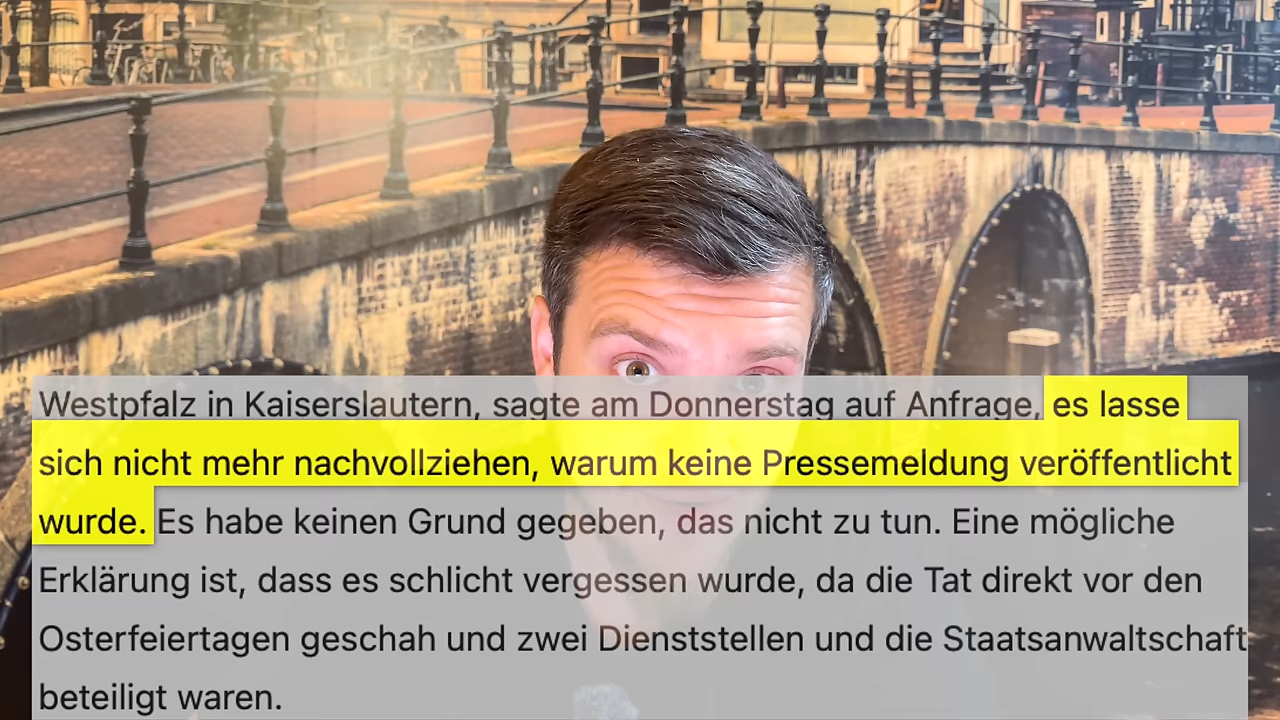 Westpfalz in Kaiserslautern, sagte am Donnerstag auf Anfrage, es lasse
sich nicht mehr nachvollziehen, warum keine Pressemeldung veröffentlicht
wurde. Es habe keinen Grund gegeben, das nicht zu tun. Eine mögliche
Erklärung ist, dass es schlicht vergessen wurde, da die Tat direkt vor den
Osterfeiertagen geschah und zwei Dienststellen und die Staatsanwaltschaft
beteiligt waren.